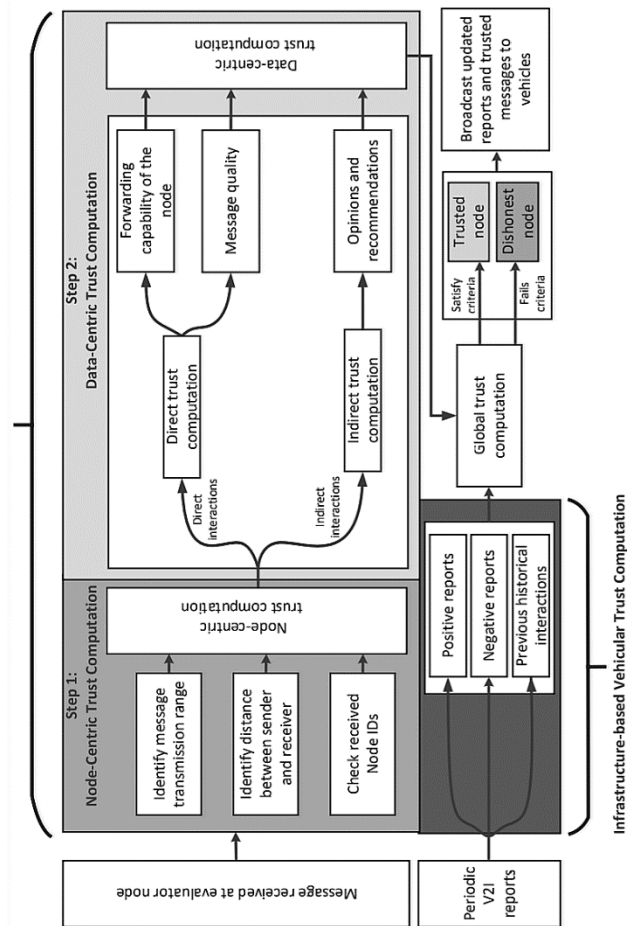 Message received at evaluator node
Step 1:
Node-Centric Trust Computation
Identify message
transmission range
Identify distance
between sender
and receiver
Check received
Node IDs
Node-centric
trust computation
Step 2:
Data-Centric Trust Computation
Direct
interactions
Indirect
interactions
Direct trust
computation
Indirect trust
computation
Forwarding
capability of the
node
Message quality
Opinions and
recommendations
Data-centric
trust computation
Periodic
V2I
reports
Positive reports
Negative reports
Previous historical
interactions
Global trust
computation
Satisfy
criteria
Fails
criteria
Trusted
node
Dishonest
node
Broadcast updated
reports and trusted
messages to
vehicles
Infrastructure-based Vehicular Trust Computation